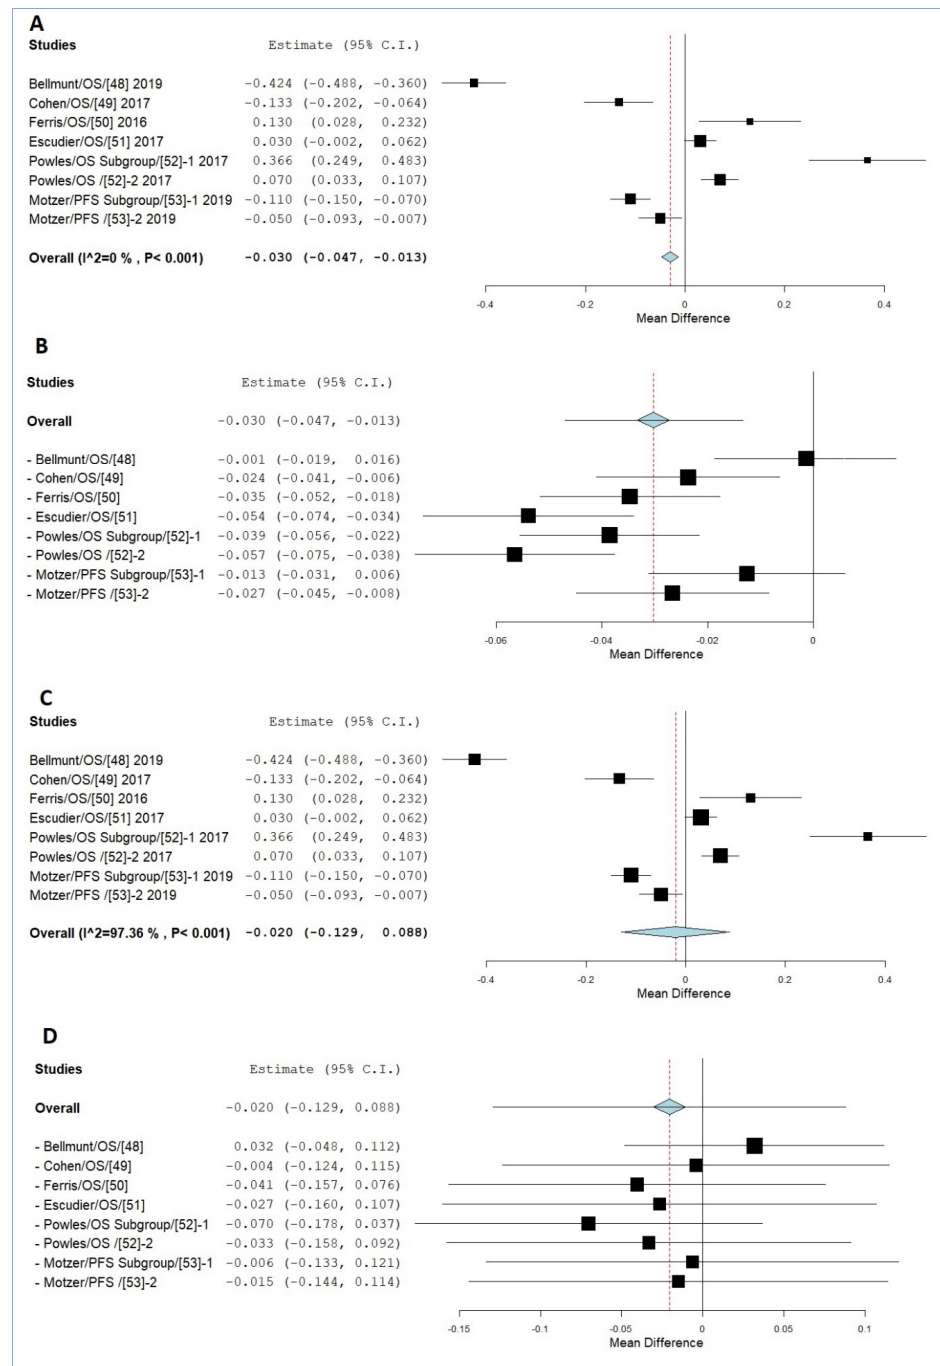 A
Studies Estimate (95% C.I.)
Bellmunt/OS/[48] 2019 -0.424 (-0.488, -0.360)
Cohen/OS/[49] 2017 -0.133 (-0.202, -0.064)
Ferris/OS/[50] 2016 0.130 (0.028, 0.232)
Escudier/OS/[51] 2017 0.030 (-0.002, 0.062)
Powles/OS Subgroup/[52]-1 2017 0.366 (0.249, 0.483)
Powles/OS /[52]-2 2017 0.070 (0.033, 0.107)
Motzer/PFS Subgroup/[53]-1 2019 -0.110 (-0.150, -0.070)
Motzer/PFS /[53]-2 2019 -0.050 (-0.093, -0.007)
Overall (I^2=0 % , P< 0.001) -0.030 (-0.047, -0.013)
-0.4 -0.2 0 0.2 0.4
Mean Difference
B
Studies Estimate (95% C.I.)
Overall -0.030 (-0.047, -0.013)
- Bellmunt/OS/[48] -0.001 (-0.019, 0.016)
- Cohen/OS/[49] -0.024 (-0.041, -0.006)
- Ferris/OS/[50] -0.035 (-0.052, -0.018)
- Escudier/OS/[51] -0.054 (-0.074, -0.034)
- Powles/OS Subgroup/[52]-1 -0.039 (-0.056, -0.022)
- Powles/OS /[52]-2 -0.057 (-0.075, -0.038)
- Motzer/PFS Subgroup/[53]-1 -0.013 (-0.031, 0.006)
- Motzer/PFS /[53]-2 -0.027 (-0.045, -0.008)
-0.06 -0.04 -0.02 0
Mean Difference
C
Studies Estimate (95% C.I.)
Bellmunt/OS/[48] 2019 -0.424 (-0.488, -0.360)
Cohen/OS/[49] 2017 -0.133 (-0.202, -0.064)
Ferris/OS/[50] 2016 0.130 (0.028, 0.232)
Escudier/OS/[51] 2017 0.030 (-0.002, 0.062)
Powles/OS Subgroup/[52]-1 2017 0.366 (0.249, 0.483)
Powles/OS /[52]-2 2017 0.070 (0.033, 0.107)
Motzer/PFS Subgroup/[53]-1 2019 -0.110 (-0.150, -0.070)
Motzer/PFS /[53]-2 2019 -0.050 (-0.093, -0.007)
Overall (I^2=97.36 % , P< 0.001) -0.020 (-0.129, 0.088)
-0.4 -0.2 0 0.2 0.4
Mean Difference
D
Studies Estimate (95% C.I.)
Overall -0.020 (-0.129, 0.088)
- Bellmunt/OS/[48] 0.032 (-0.048, 0.112)
- Cohen/OS/[49] -0.004 (-0.124, 0.115)
- Ferris/OS/[50] -0.041 (-0.157, 0.076)
- Escudier/OS/[51] -0.027 (-0.160, 0.107)
- Powles/OS Subgroup/[52]-1 -0.070 (-0.178, 0.037)
- Powles/OS /[52]-2 -0.033 (-0.158, 0.092)
- Motzer/PFS Subgroup/[53]-1 -0.006 (-0.133, 0.121)
- Motzer/PFS /[53]-2 -0.015 (-0.144, 0.114)
-0.15 -0.1 -0.05 0 0.05 0.1
Mean Difference